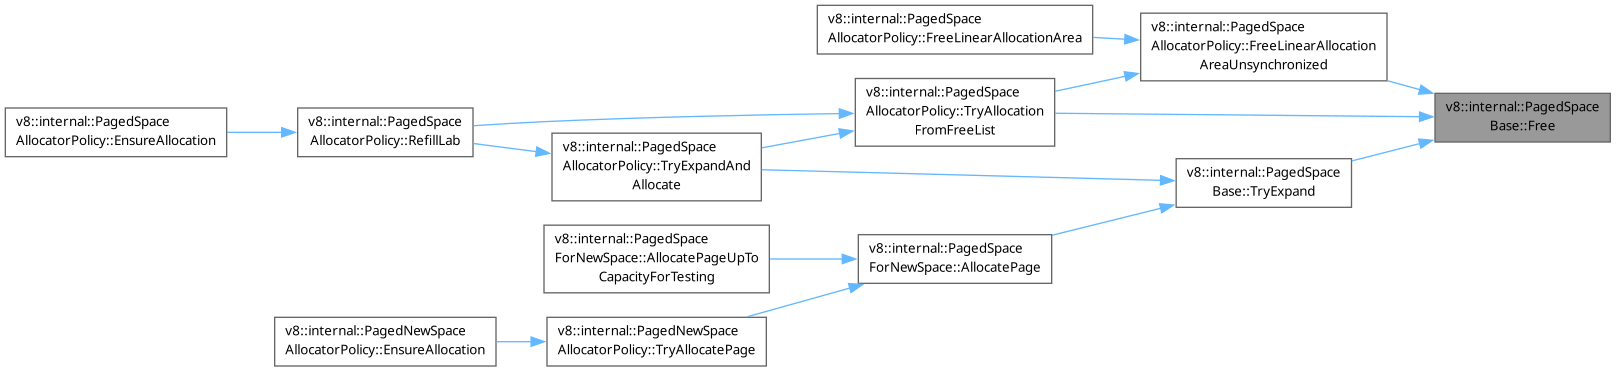 v8::internal::PagedSpace
AllocatorPolicy::FreeLinearAllocationArea
v8::internal::PagedSpace
AllocatorPolicy::FreeLinearAllocation
AreaUnsynchronized
v8::internal::PagedSpace
AllocatorPolicy::TryAllocation
FromFreeList
v8::internal::PagedSpace
Base::Free
v8::internal::PagedSpace
AllocatorPolicy::EnsureAllocation
v8::internal::PagedSpace
AllocatorPolicy::RefillLab
v8::internal::PagedSpace
AllocatorPolicy::TryExpandAnd
Allocate
v8::internal::PagedSpace
Base::TryExpand
v8::internal::PagedSpace
ForNewSpace::AllocatePageUpTo
CapacityForTesting
v8::internal::PagedSpace
ForNewSpace::AllocatePage
v8::internal::PagedNewSpace
AllocatorPolicy::EnsureAllocation
v8::internal::PagedNewSpace
AllocatorPolicy::TryAllocatePage